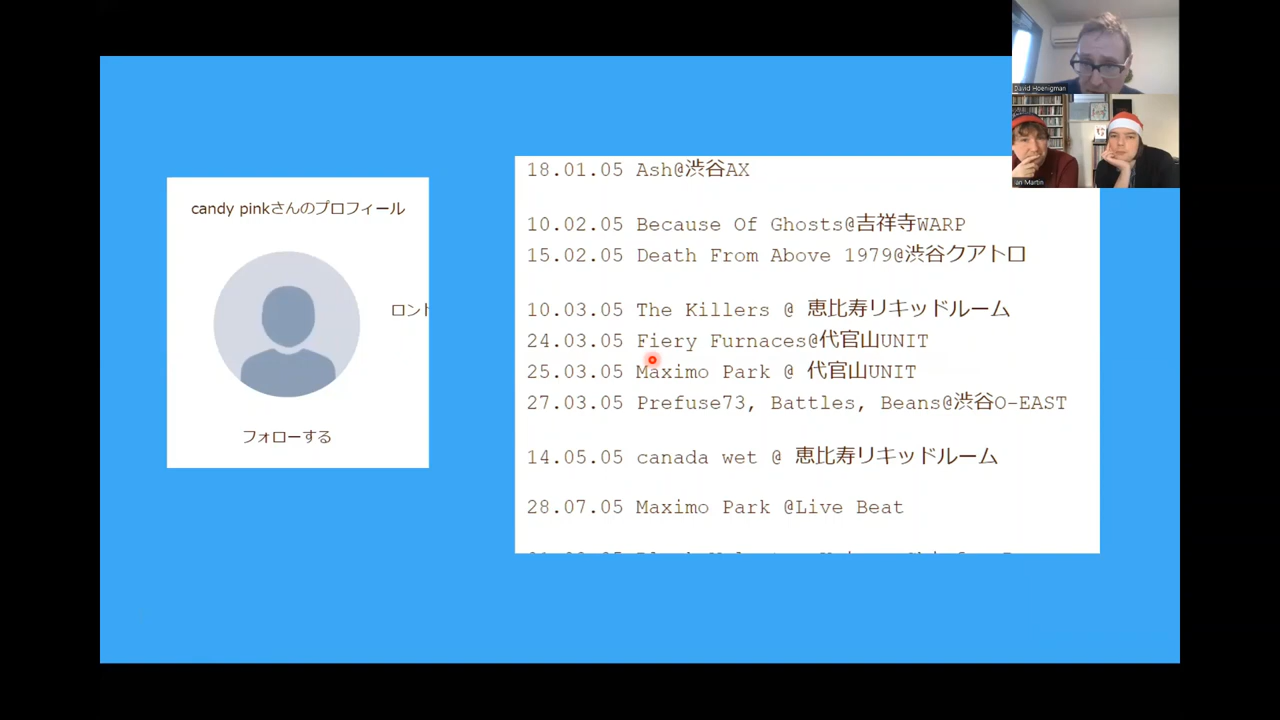 David Hoenigman
Ian Martin
candy pinkさんのプロフィール
ロント
フォローする
18.01.05 Ash@渋谷AX
10.02.05 Because Of Ghosts@吉祥寺WARP
15.02.05 Death From Above 1979@渋谷クアトロ
10.03.05 The Killers @ 恵比寿リキッドルーム
24.03.05 Fiery Furnaces@代官山UNIT
25.03.05 Maximo Park @ 代官山UNIT
27.03.05 Prefuse73, Battles, Beans@渋谷O-EAST
14.05.05 canada wet @ 恵比寿リキッドルーム
28.07.05 Maximo Park @Live Beat